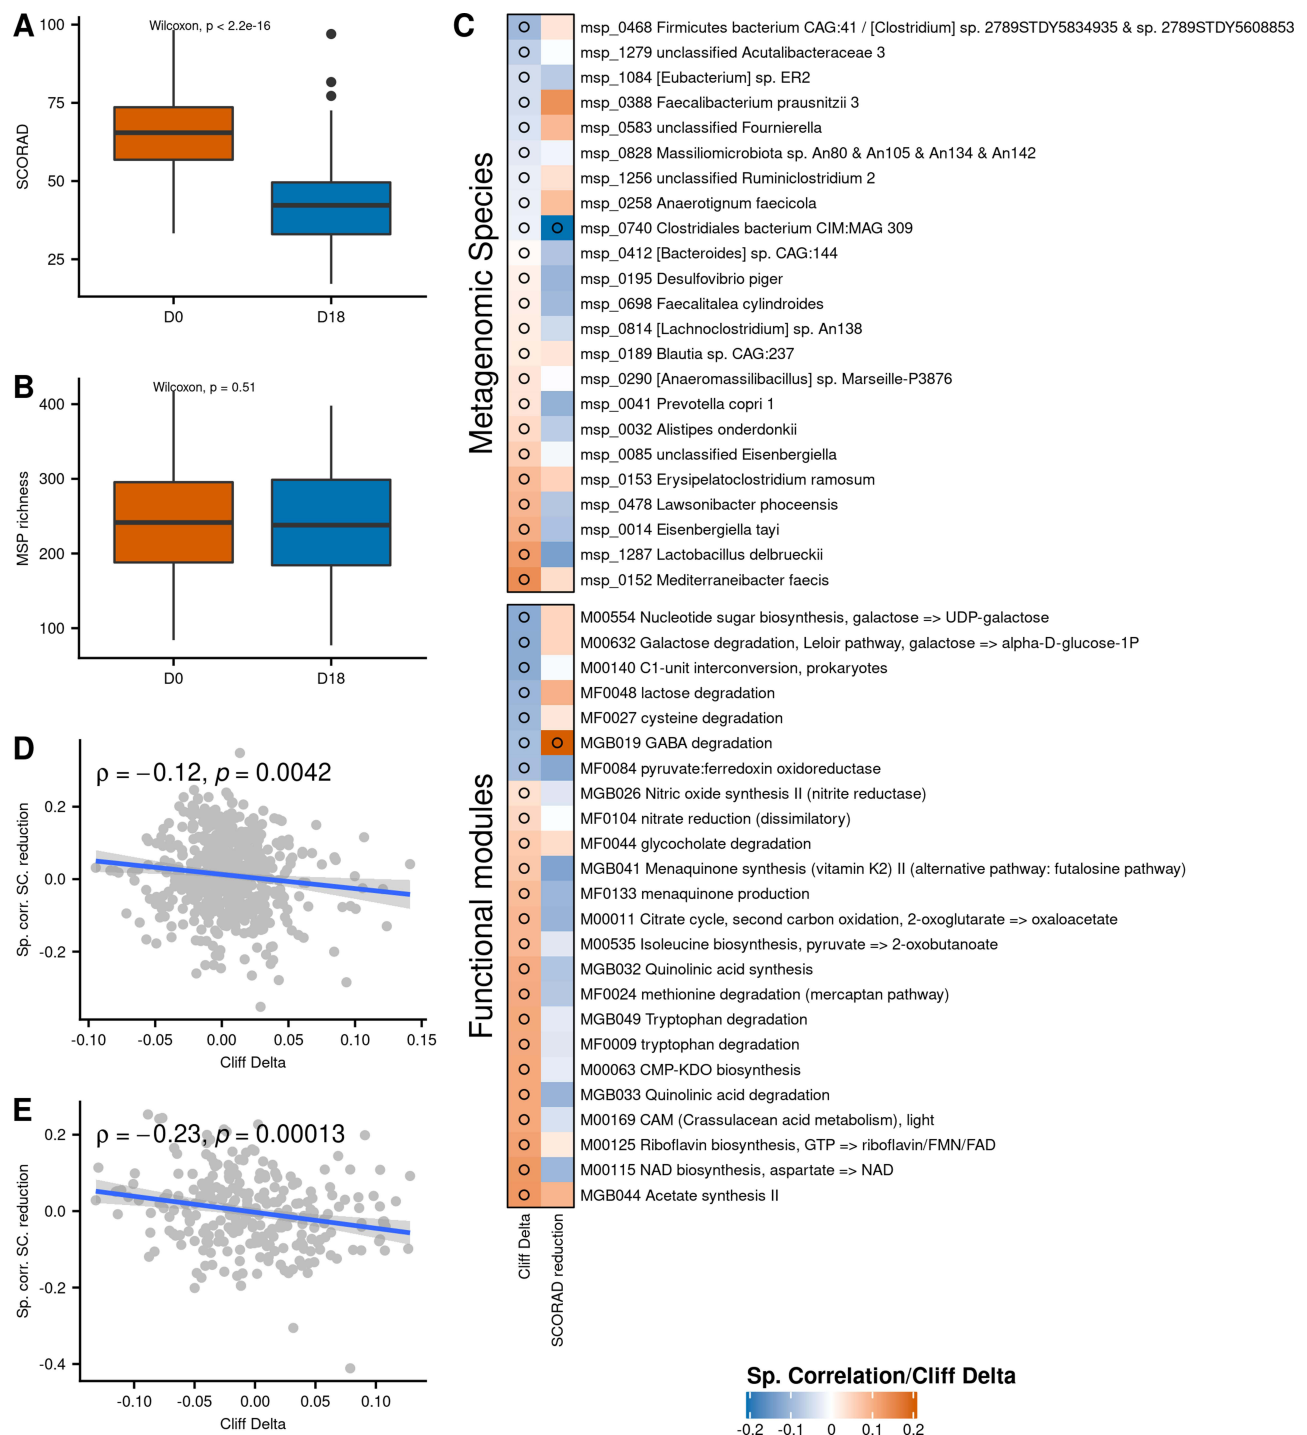 A
Wilcoxon, p < 2.2e-16
100
75
50
25
SCORAD
D0
D18
B
Wilcoxon, p = 0.51
400
300
200
100
MSP richness
D0
D18
C
Metagenomic Species
msp_0468 Firmicutes bacterium CAG:41 / [Clostridium] sp. 2789STDY5834935 & sp. 2789STDY5608853
msp_1279 unclassified Acutalibacteraceae 3
msp_1084 [Eubacterium] sp. ER2
msp_0388 Faecalibacterium prausnitzii 3
msp_0583 unclassified Fournierella
msp_0828 Massiliomicrobiota sp. An80 & An105 & An134 & An142
msp_1256 unclassified Ruminiclostridium 2
msp_0258 Anaerotignum faecicola
msp_0740 Clostridiales bacterium CIM:MAG 309
msp_0412 [Bacteroides] sp. CAG:144
msp_0195 Desulfovibrio piger
msp_0698 Faecalitalea cylindroides
msp_0814 [Lachnoclostridium] sp. An138
msp_0189 Blautia sp. CAG:237
msp_0290 [Anaeromassilibacillus] sp. Marseille-P3876
msp_0041 Prevotella copri 1
msp_0032 Alistipes onderdonkii
msp_0085 unclassified Eisenbergiella
msp_0153 Erysipelatoclostridium ramosum
msp_0478 Lawsonibacter phoceensis
msp_0014 Eisenbergiella tayi
msp_1287 Lactobacillus delbrueckii
msp_0152 Mediterraneibacter faecis
Functional modules
M00554 Nucleotide sugar biosynthesis, galactose => UDP-galactose
M00632 Galactose degradation, Leloir pathway, galactose => alpha-D-glucose-1P
M00140 C1-unit interconversion, prokaryotes
MF0048 lactose degradation
MF0027 cysteine degradation
MGB019 GABA degradation
MF0084 pyruvate:ferredoxin oxidoreductase
MGB026 Nitric oxide synthesis II (nitrite reductase)
MF0104 nitrate reduction (dissimilatory)
MF0044 glycocholate degradation
MGB041 Menaquinone synthesis (vitamin K2) II (alternative pathway: futalosine pathway)
MF0133 menaquinone production
M00011 Citrate cycle, second carbon oxidation, 2-oxoglutarate => oxaloacetate
M00535 Isoleucine biosynthesis, pyruvate => 2-oxobutanoate
MGB032 Quinolinic acid synthesis
MF0024 methionine degradation (mercaptan pathway)
MGB049 Tryptophan degradation
MF0009 tryptophan degradation
M00063 CMP-KDO biosynthesis
MGB033 Quinolinic acid degradation
M00169 CAM (Crassulacean acid metabolism), light
M00125 Riboflavin biosynthesis, GTP => riboflavin/FMN/FAD
M00115 NAD biosynthesis, aspartate => NAD
MGB044 Acetate synthesis II
Cliff Delta
SCORAD reduction
D
ρ = −0.12, p = 0.0042
0.2
0.0
-0.2
Sp. corr. SC. reduction
-0.10 -0.05 0.00 0.05 0.10 0.15
Cliff Delta
E
ρ = −0.23, p = 0.00013
0.2
0.0
-0.2
-0.4
Sp. corr. SC. reduction
-0.10 -0.05 0.00 0.05 0.10
Cliff Delta
Sp. Correlation/Cliff Delta
-0.2 -0.1 0 0.1 0.2